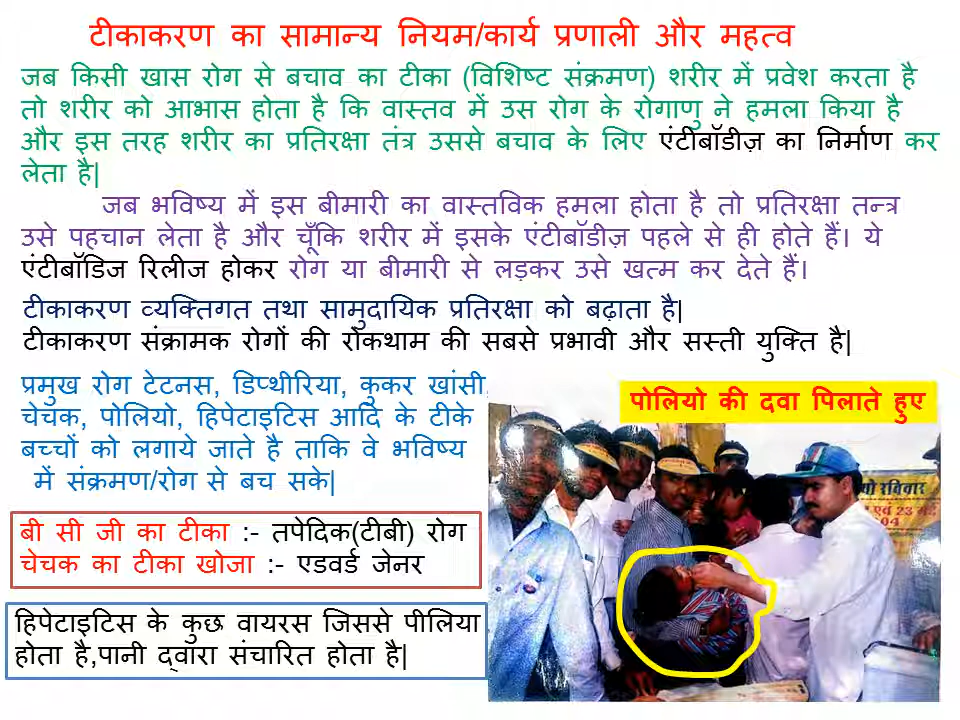 टीकाकरण का सामान्य नियम/कार्य प्रणाली और महत्व
जब किसी खास रोग से बचाव का टीका (विशिष्ट संक्रमण) शरीर में प्रवेश करता है
तो शरीर को आभास होता है कि वास्तव में उस रोग के रोगाणु ने हमला किया है
और इस तरह शरीर का प्रतिरक्षा तंत्र उससे बचाव के लिए एंटीबॉडीज़ का निर्माण कर
लेता है|
जब भविष्य में इस बीमारी का वास्तविक हमला होता है तो प्रतिरक्षा तन्त्र
उसे पहचान लेता है और चूँकि शरीर में इसके एंटीबॉडीज़ पहले से ही होते हैं। ये
एंटीबॉडिज रिलीज होकर रोग या बीमारी से लड़कर उसे खत्म कर देते हैं।
टीकाकरण व्यक्तिगत तथा सामुदायिक प्रतिरक्षा को बढ़ाता है|
टीकाकरण संक्रामक रोगों की रोकथाम की सबसे प्रभावी और सस्ती युक्ति है|
प्रमुख रोग टेटनस, डिप्थीरिया, कुकर खांसी,
चेचक, पोलियो, हिपेटाइटिस आदि के टीके
बच्चों को लगाये जाते है ताकि वे भविष्य
में संक्रमण/रोग से बच सके|
पोलियो की दवा पिलाते हुए
रविवार
एवं 23 मई
बी सी जी का टीका :- तपेदिक(टीबी) रोग
चेचक का टीका खोजा :- एडवर्ड जेनर
हिपेटाइटिस के कुछ वायरस जिससे पीलिया
होता है,पानी द्वारा संचारित होता है|